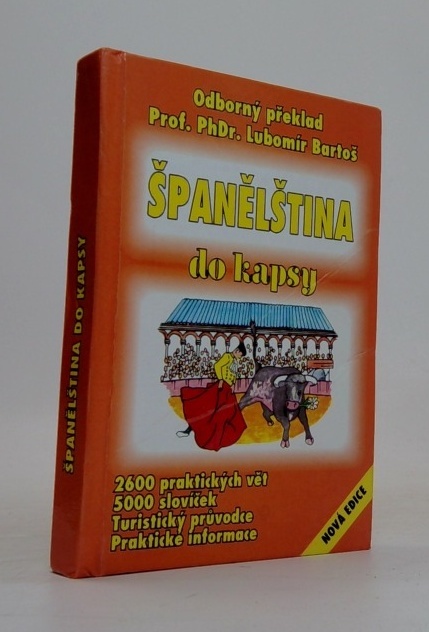 Odborný překlad
Prof. PhDr. Lubomír Bartoš
ŠPANĚLŠTINA
do kapsy
2600 praktických vět
5000 slovíček
Turistický průvodce
Praktické informace
NOVÁ EDICE
ŠPANĚLŠTINA DO KAPSY